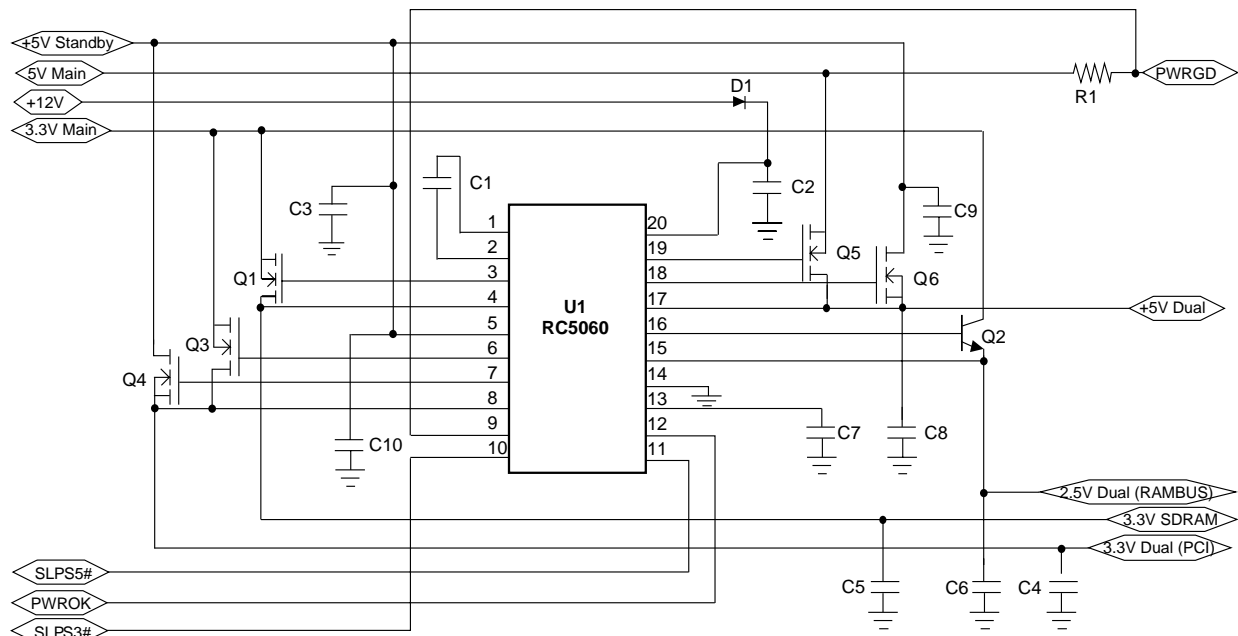 +5V Standby
5V Main
+12V
3.3V Main
D1
R1
PWRGD
C1
C2
C3
C9
1
2
3
4
5
6
7
8
9
10
U1
RC5060
20
19
18
17
16
15
14
13
12
11
Q1
Q3
Q4
Q5
Q6
Q2
+5V Dual
C10
C7
C8
2.5V Dual (RAMBUS)
3.3V SDRAM
3.3V Dual (PCI)
C5
C6
C4
SLPS5#
PWROK
SLPS3#